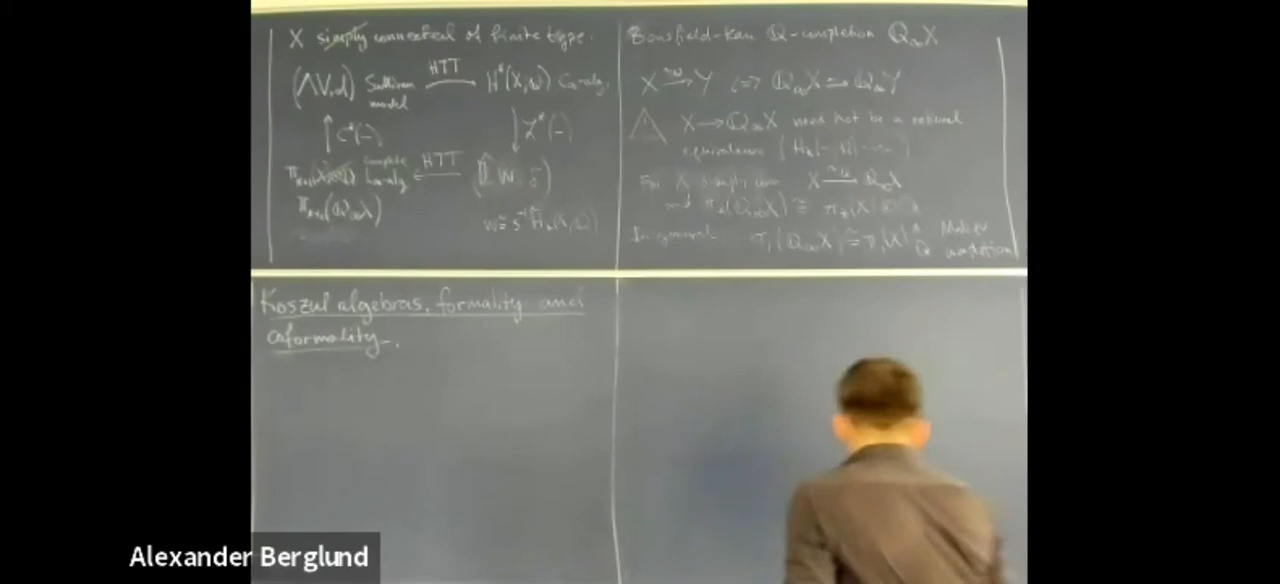 X simply connected of finite type.
(ΛV,d) Sullivan model HTT → H*(X,Q) C∞-alg.
↑ C*(-) ↓ L*(-)
Complete L∞-alg ← HTT (L̂W, δ)
π*+1(Q∞X) W = s⁻¹H̃*(X,Q)
Bousfield-Kan Q-completion Q∞X
X ~Q→ Y ⟺ Q∞X ≃ Q∞Y
⚠ X → Q∞X need not be a rational
equivalence
For X simply conn X ~Q→ Q∞X
and
In general π₁(Q∞X) ≅ π₁(X)^Q Malcev
completion
Koszul algebras, formality and
coformality.
Alexander Berglund